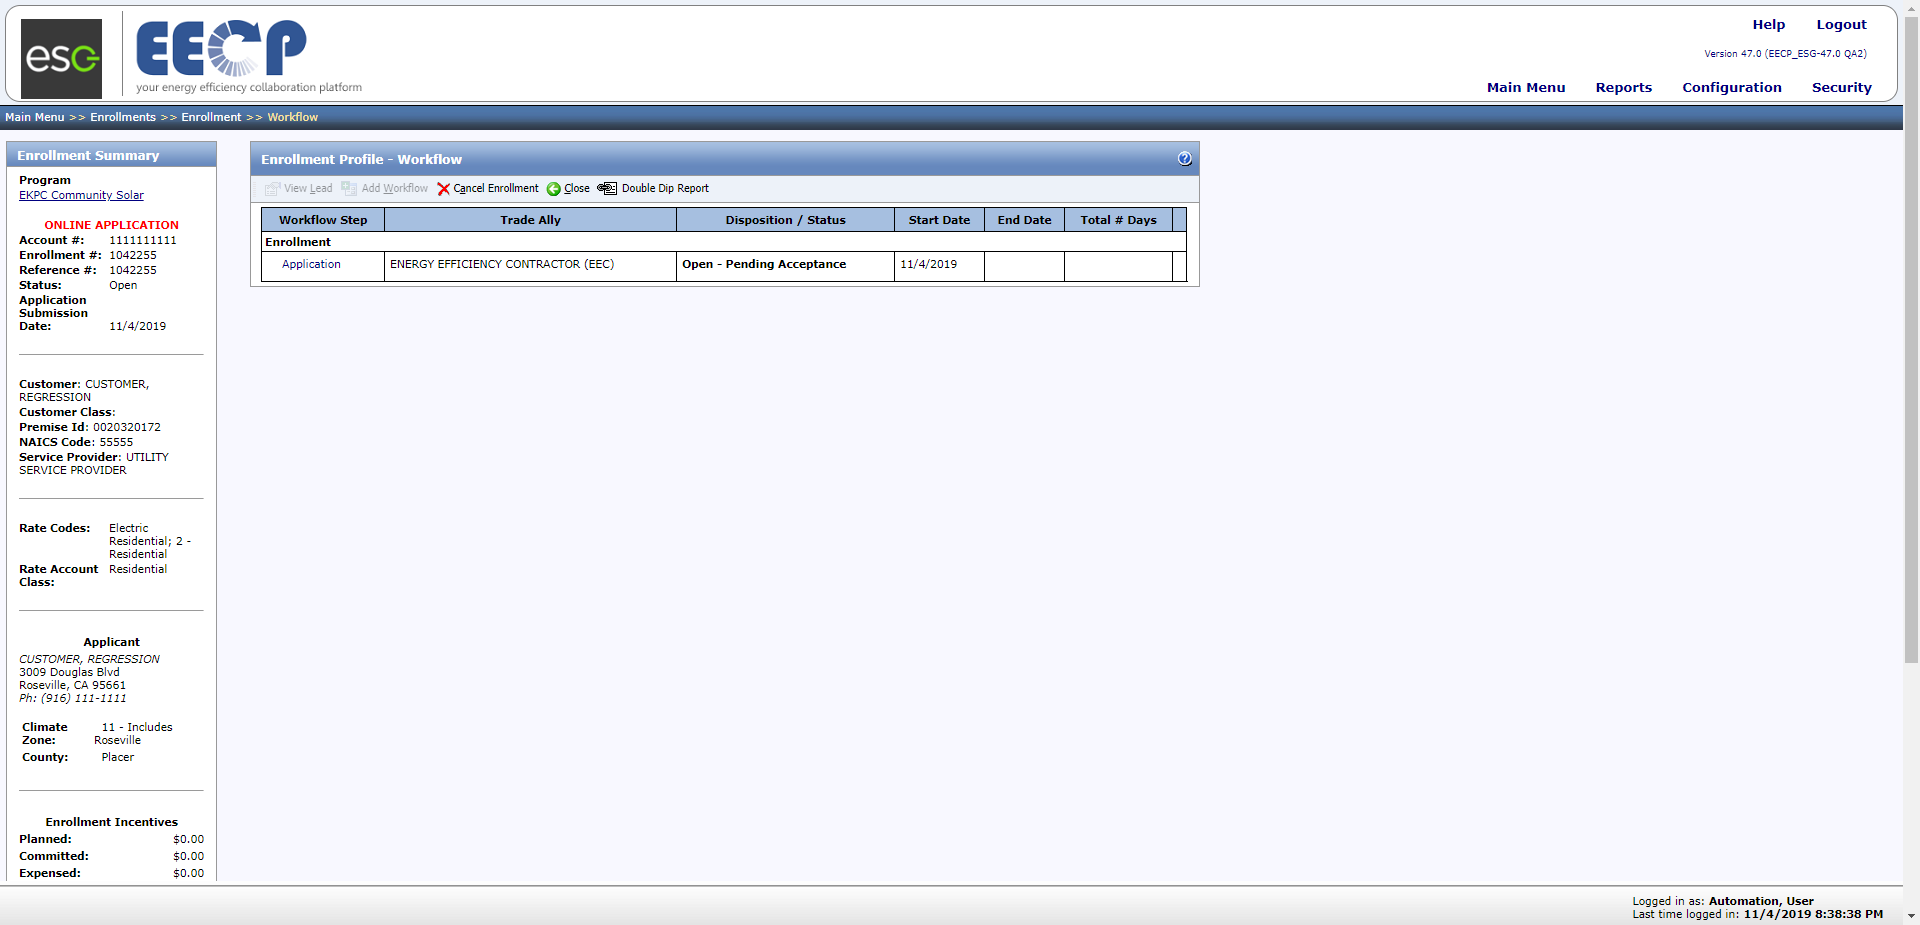 esg
EECP
your energy efficiency collaboration platform
Help Logout
Version 47.0 (EECP_ESG-47.0 QA2)
Main Menu Reports Configuration Security
Main Menu >> Enrollments >> Enrollment >> Workflow
Enrollment Summary
Program
EKPC Community Solar
ONLINE APPLICATION
Account #: 1111111111
Enrollment #: 1042255
Reference #: 1042255
Status: Open
Application
Submission
Date: 11/4/2019
Customer: CUSTOMER,
REGRESSION
Customer Class:
Premise Id: 0020320172
NAICS Code: 55555
Service Provider: UTILITY
SERVICE PROVIDER
Rate Codes: Electric
Residential; 2 -
Residential
Rate Account Residential
Class:
Applicant
CUSTOMER, REGRESSION
3009 Douglas Blvd
Roseville, CA 95661
Ph: (916) 111-1111
Climate 11 - Includes
Zone: Roseville
County: Placer
Enrollment Incentives
Planned: $0.00
Committed: $0.00
Expensed: $0.00
Enrollment Profile - Workflow
View Lead Add Workflow Cancel Enrollment Close Double Dip Report
Workflow Step Trade Ally Disposition / Status Start Date End Date Total # Days
Enrollment
Application ENERGY EFFICIENCY CONTRACTOR (EEC) Open - Pending Acceptance 11/4/2019
Logged in as: Automation, User
Last time logged in: 11/4/2019 8:38:38 PM